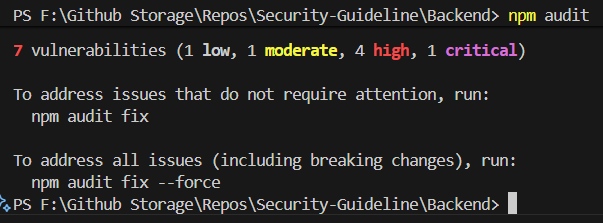 PS F:\Github Storage\Repos\Security-Guideline\Backend> npm audit
7 vulnerabilities (1 low, 1 moderate, 4 high, 1 critical)
To address issues that do not require attention, run:
  npm audit fix
To address all issues (including breaking changes), run:
  npm audit fix --force
PS F:\Github Storage\Repos\Security-Guideline\Backend>